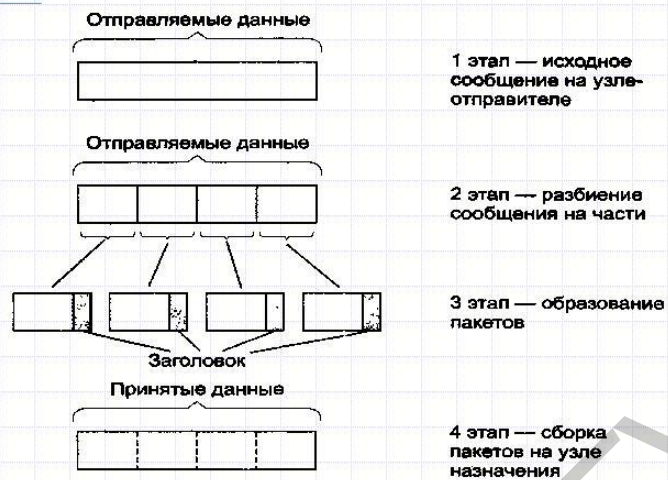 Отправляемые данные
1 этап — исходное
сообщение на узле-
отправителе
Отправляемые данные
2 этап — разбиение
сообщения на части
3 этап — образование
пакетов
Заголовок
Принятые данные
4 этап — сборка
пакетов на узле
назначения